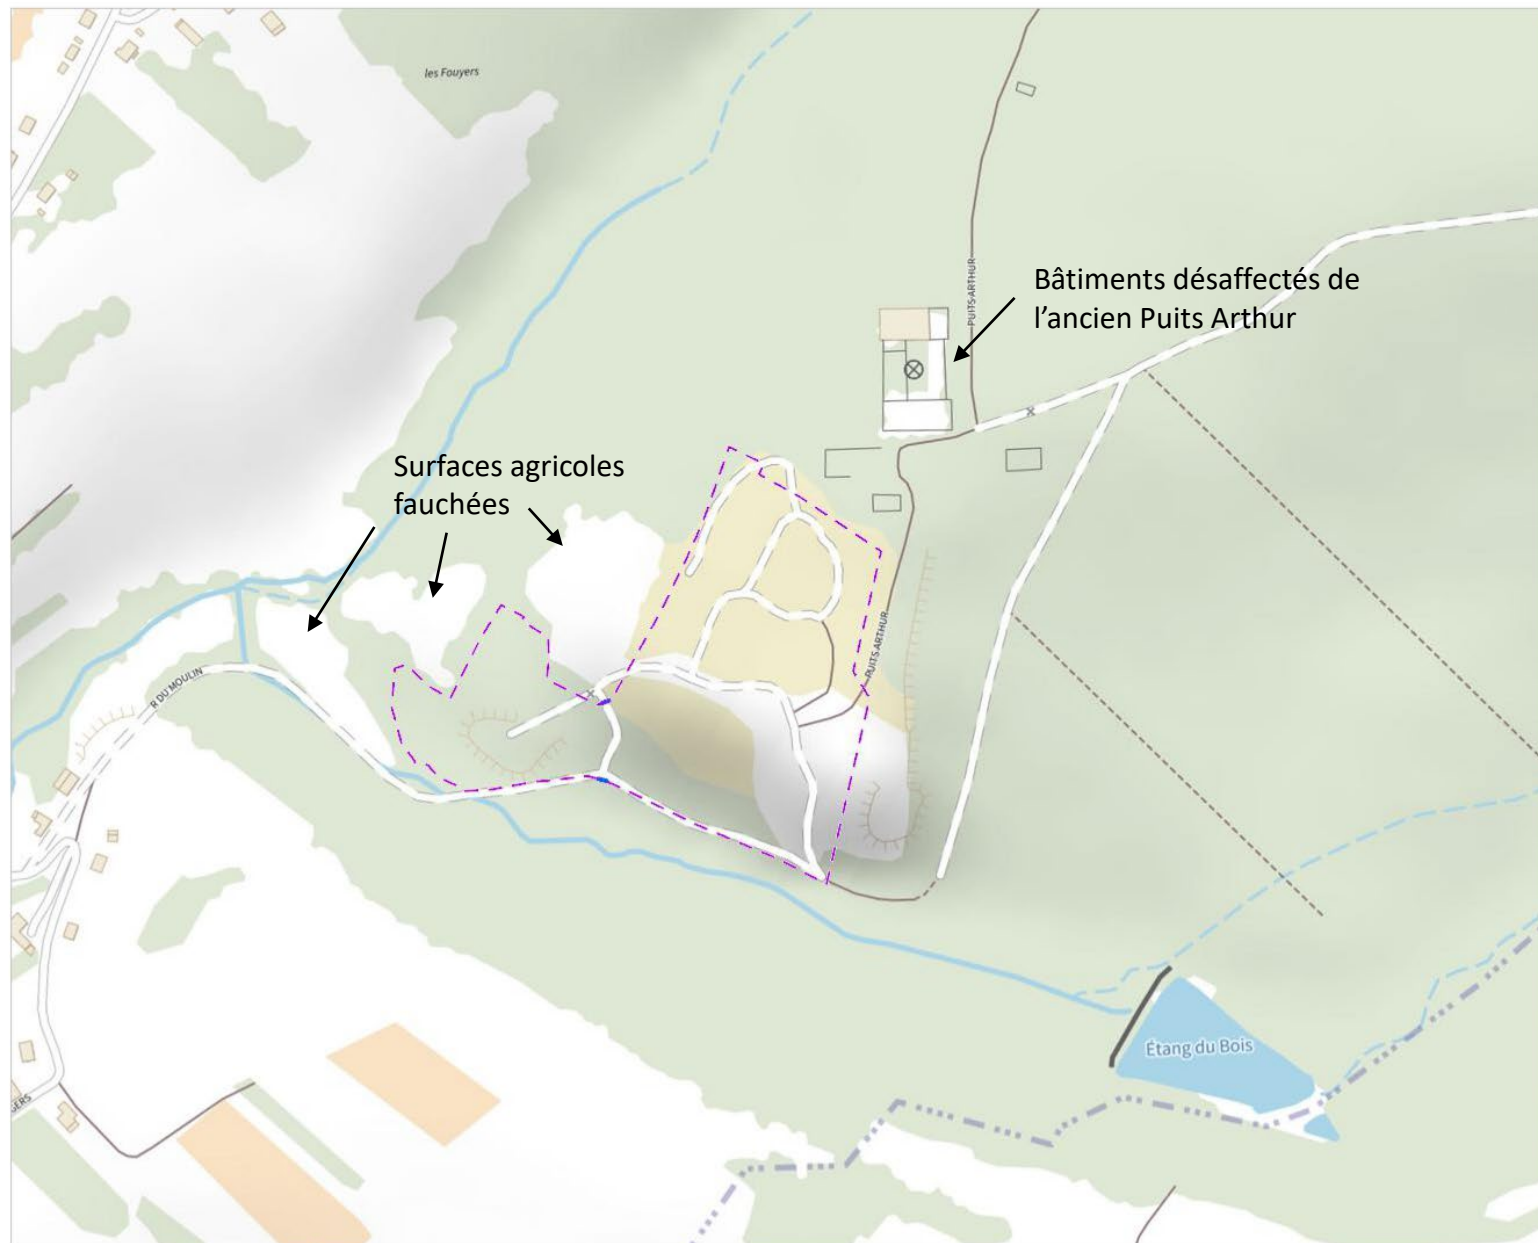 les Fouyers
PUITS-ARTHUR
Bâtiments désaffectés de
l’ancien Puits Arthur
Surfaces agricoles
fauchées
PUITS-ARTHUR
R DU MOULIN
Étang du Bois
GERS